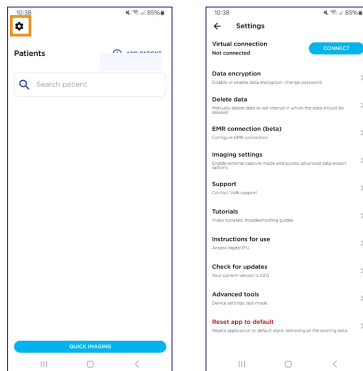 10:38
85%
Patients
ADD PATIENT
Search patient
QUICK IMAGING
10:38
85%
Settings
Virtual connection
Not connected
CONNECT
Data encryption
Disable or enable data encryption, change password.
Delete data
Manually delete data or set interval in which the data should be
deleted
EMR connection (beta)
Configure EMR connection
Imaging settings
Enable external capture mode and access advanced data export
options
Support
Contact Volk support
Tutorials
Video tutorials, troubleshooting guides
Instructions for use
Access digital IFU
Check for updates
Your current version is 5.0.0
Advanced tools
Device settings, test mode
Reset app to default
Resets application to default state, removing all the existing data.